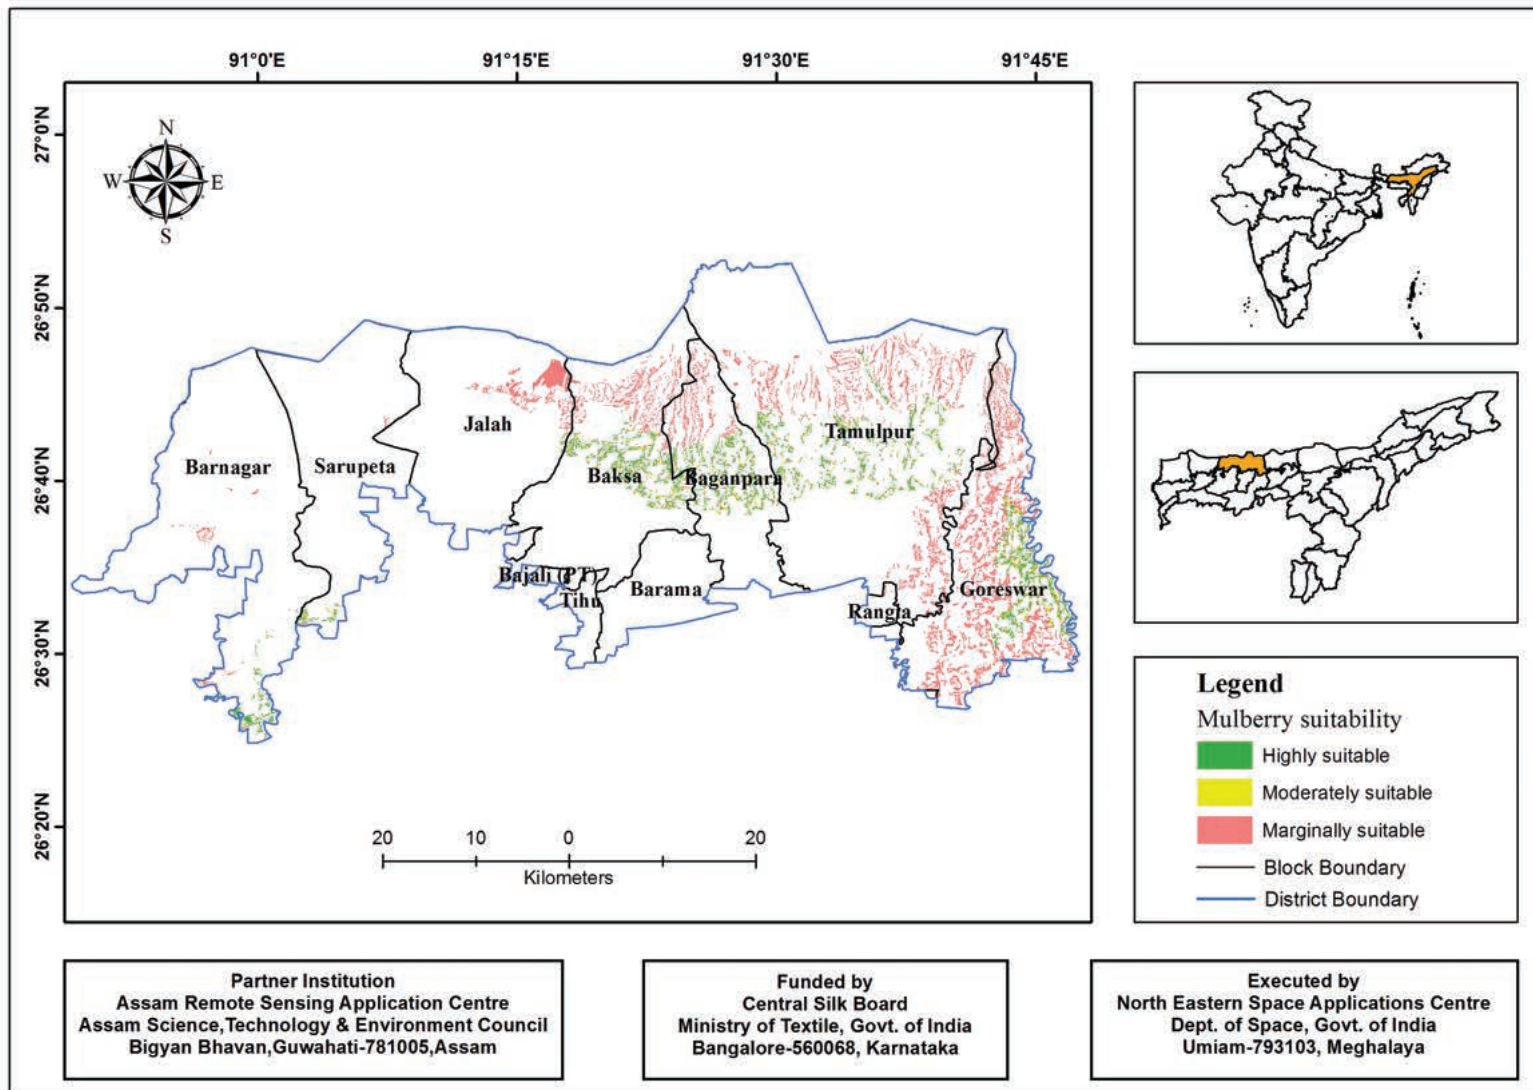 91°0'E
91°15'E
91°30'E
91°45'E
27°0'N
26°50'N
26°40'N
26°30'N
26°20'N
N
W
E
S
Jalah
Tamulpur
Barnagar
Sarupeta
Baksa
Baganpara
Bajali (PT)
Tihu
Barama
Rangia
Goreswar
20 10 0 20
Kilometers
Legend
Mulberry suitability
Highly suitable
Moderately suitable
Marginally suitable
Block Boundary
District Boundary
Partner Institution
Assam Remote Sensing Application Centre
Assam Science,Technology & Environment Council
Bigyan Bhavan,Guwahati-781005,Assam
Funded by
Central Silk Board
Ministry of Textile, Govt. of India
Bangalore-560068, Karnataka
Executed by
North Eastern Space Applications Centre
Dept. of Space, Govt. of India
Umiam-793103, Meghalaya